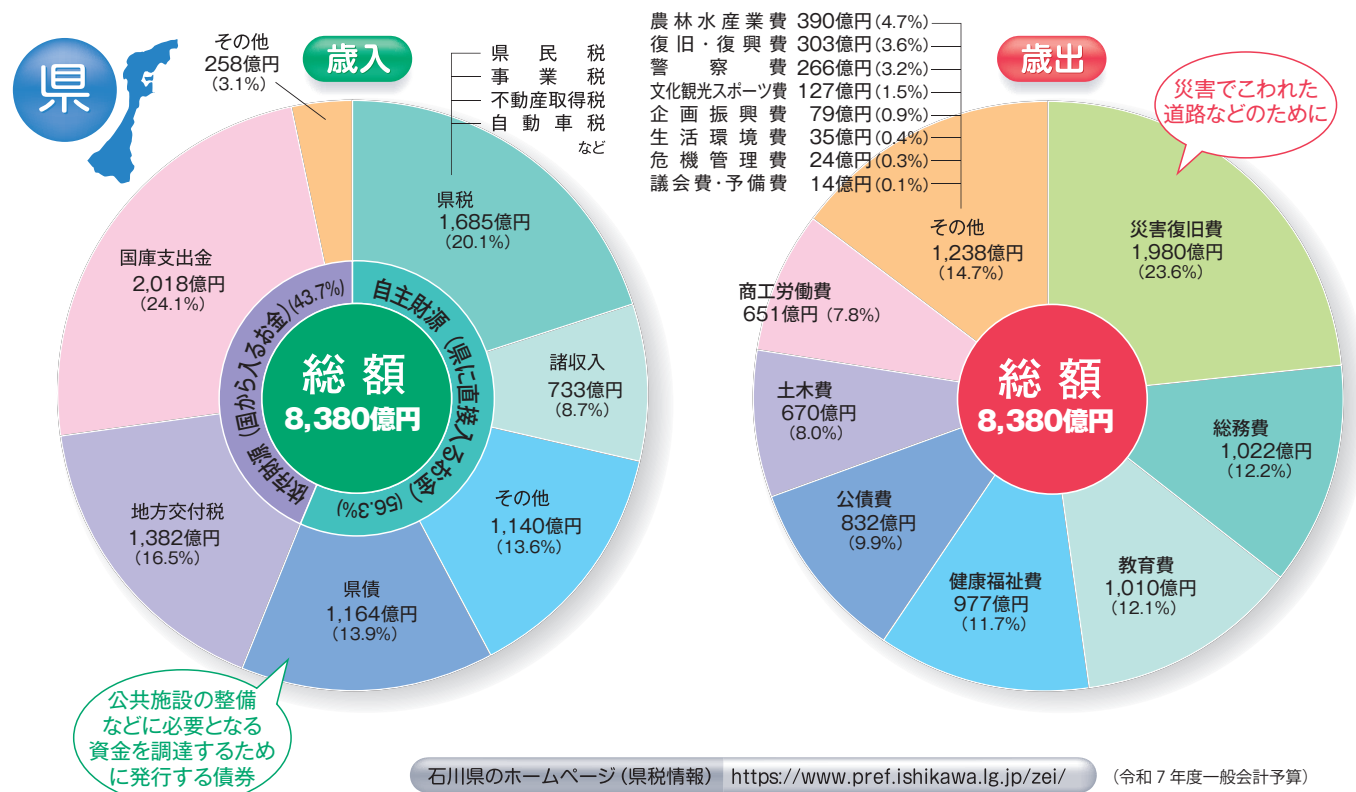 県
歳入
その他
258億円
（3.1%）
県民税
事業税
不動産取得税
自動車税
など
県税
1,685億円
（20.1%）
諸収入
733億円
（8.7%）
その他
1,140億円
（13.6%）
県債
1,164億円
（13.9%）
地方交付税
1,382億円
（16.5%）
国庫支出金
2,018億円
（24.1%）
自主財源（県に直接入るお金）（56.3%）
依存財源（国から入るお金）（43.7%）
総額
8,380億円
公共施設の整備
などに必要となる
資金を調達するため
に発行する債券
歳出
農林水産業費 390億円（4.7%）
復旧・復興費 303億円（3.6%）
警察費 266億円（3.2%）
文化観光スポーツ費 127億円（1.5%）
企画振興費 79億円（0.9%）
生活環境費 35億円（0.4%）
危機管理費 24億円（0.3%）
議会費・予備費 14億円（0.1%）
災害でこわれた
道路などのために
その他
1,238億円
（14.7%）
災害復旧費
1,980億円
（23.6%）
総務費
1,022億円
（12.2%）
教育費
1,010億円
（12.1%）
健康福祉費
977億円
（11.7%）
公債費
832億円
（9.9%）
土木費
670億円
（8.0%）
商工労働費
651億円（7.8%）
総額
8,380億円
石川県のホームページ（県税情報） https://www.pref.ishikawa.lg.jp/zei/
（令和7年度一般会計予算）